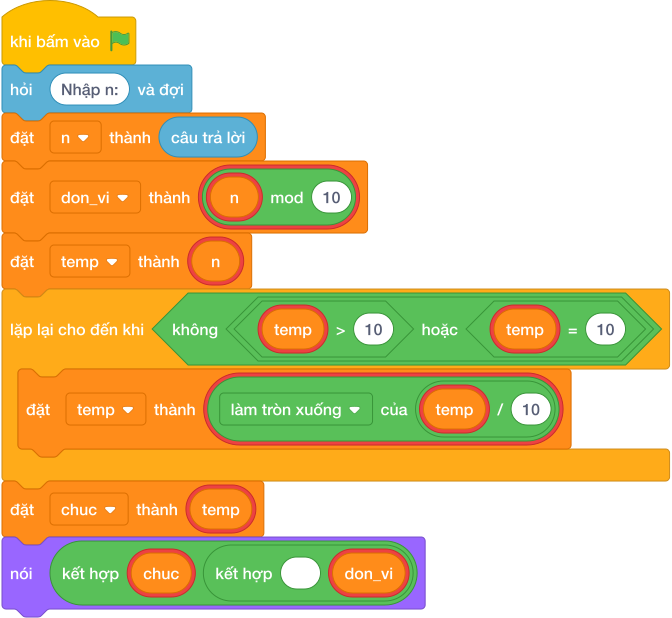 khi bấm vào
hỏi Nhập n: và đợi
đặt n thành câu trả lời
đặt don_vi thành n mod 10
đặt temp thành n
lặp lại cho đến khi không temp > 10 hoặc temp = 10
đặt temp thành làm tròn xuống của temp / 10
đặt chuc thành temp
nói kết hợp chuc kết hợp don_vi